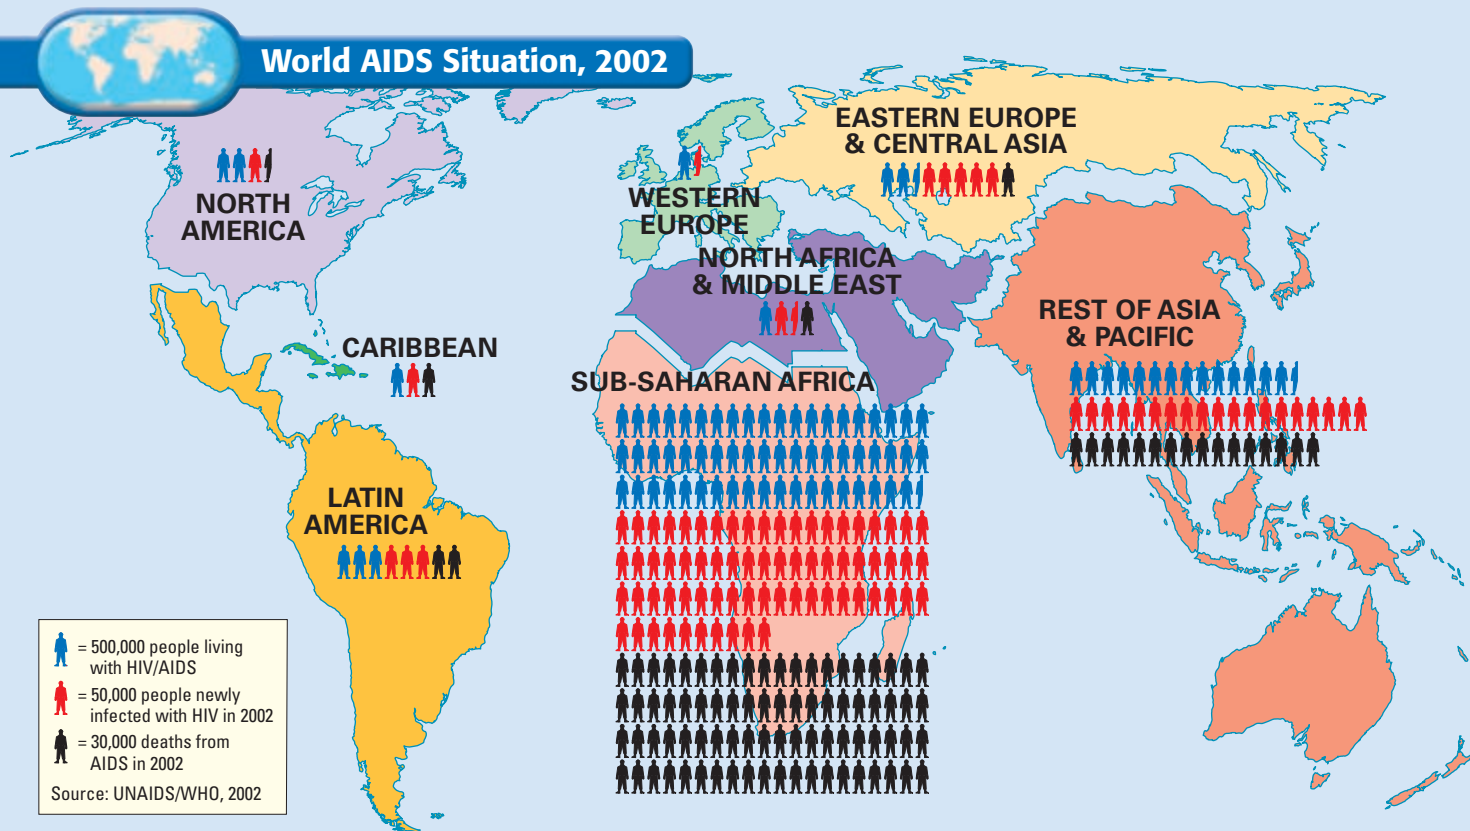 World AIDS Situation, 2002
EASTERN EUROPE
& CENTRAL ASIA
NORTH
AMERICA
WESTERN
EUROPE
NORTH AFRICA
& MIDDLE EAST
REST OF ASIA
& PACIFIC
CARIBBEAN
SUB-SAHARAN AFRICA
LATIN
AMERICA
= 500,000 people living
with HIV/AIDS
= 50,000 people newly
infected with HIV in 2002
= 30,000 deaths from
AIDS in 2002
Source: UNAIDS/WHO, 2002